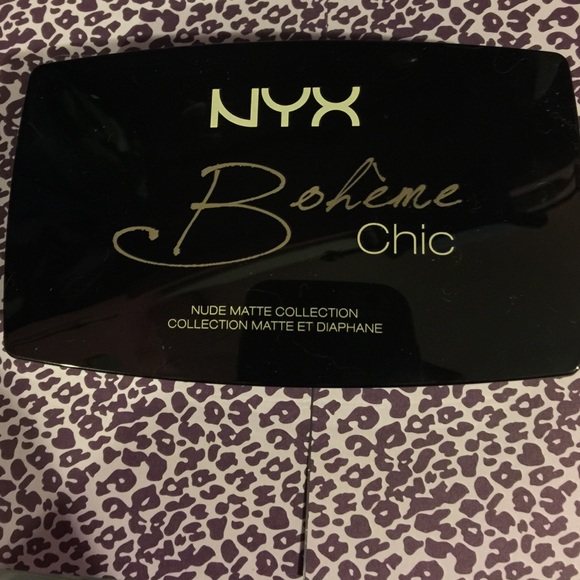 NYX
Bohème
Chic
NUDE MATTE COLLECTION
COLLECTION MATTE ET DIAPHANE